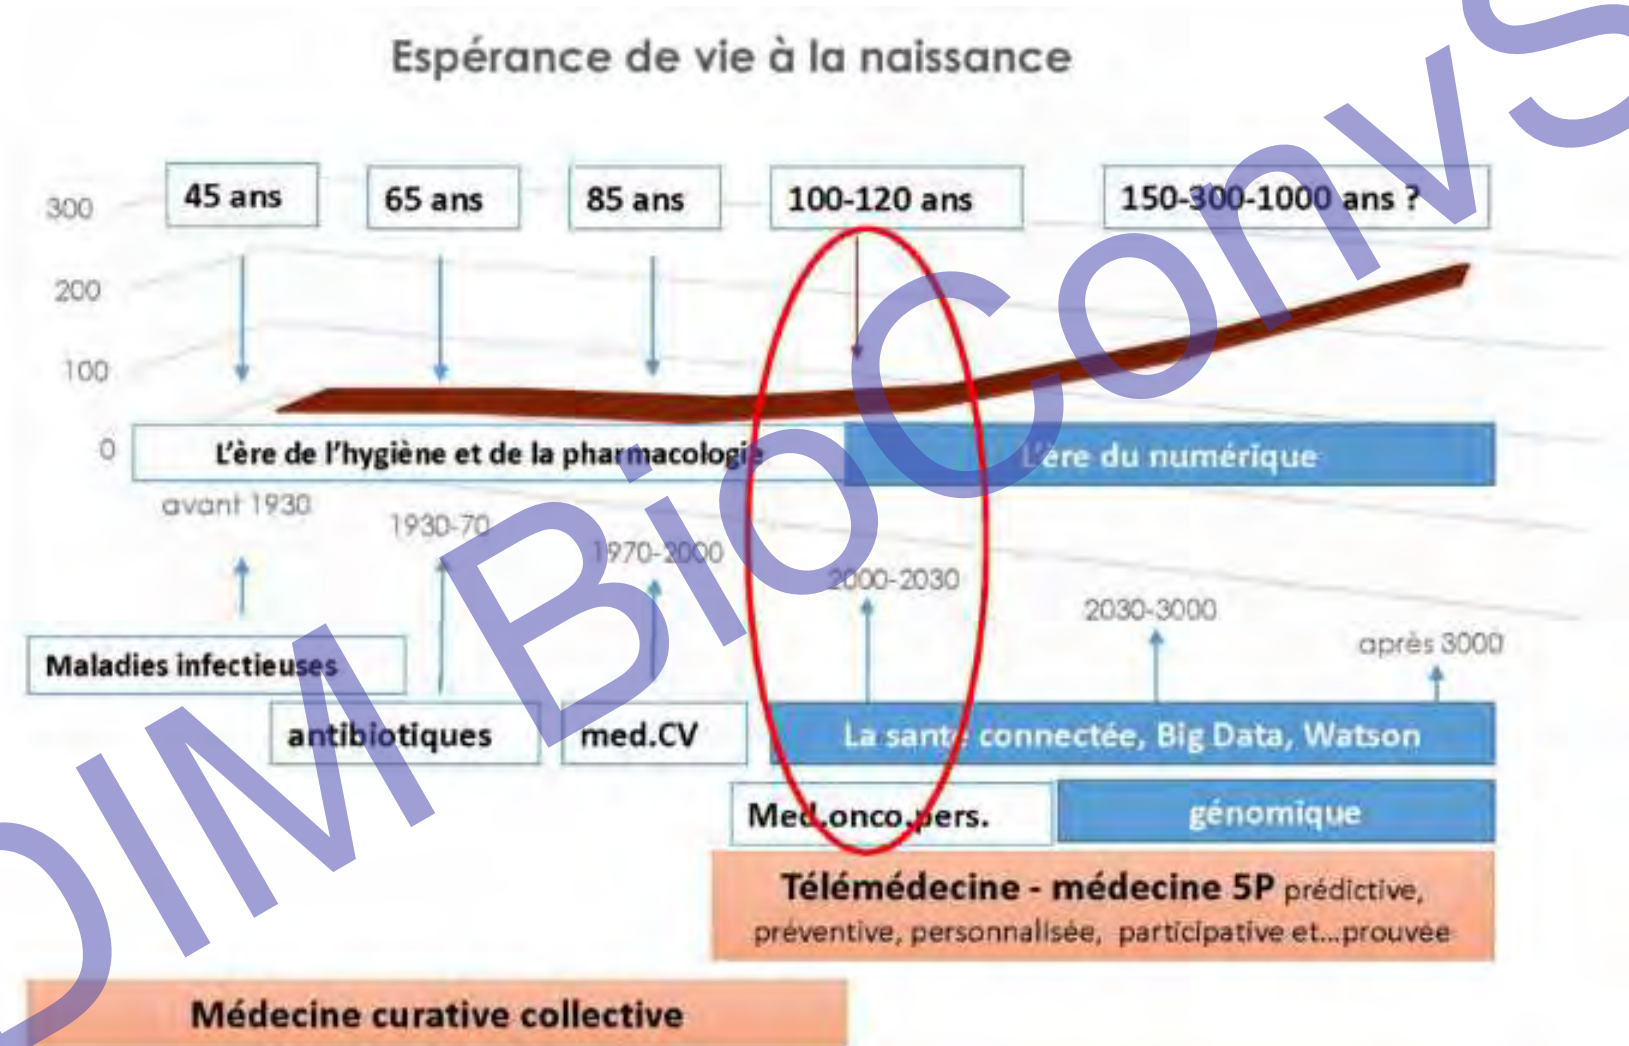 Espérance de vie à la naissance
300
45 ans
65 ans
85 ans
100-120 ans
150-300-1000 ans ?
200
100
0
L'ère de l'hygiène et de la pharmacologie
L'ère du numérique
avant 1930
1930-70
1970-2000
2000-2030
2030-3000
après 3000
Maladies infectieuses
antibiotiques
med.CV
La santé connectée, Big Data, Watson
Med.onco.pers.
génomique
Télémédecine - médecine 5P prédictive,
préventive, personnalisée, participative et...prouvée
Médecine curative collective
DIM BioConvS